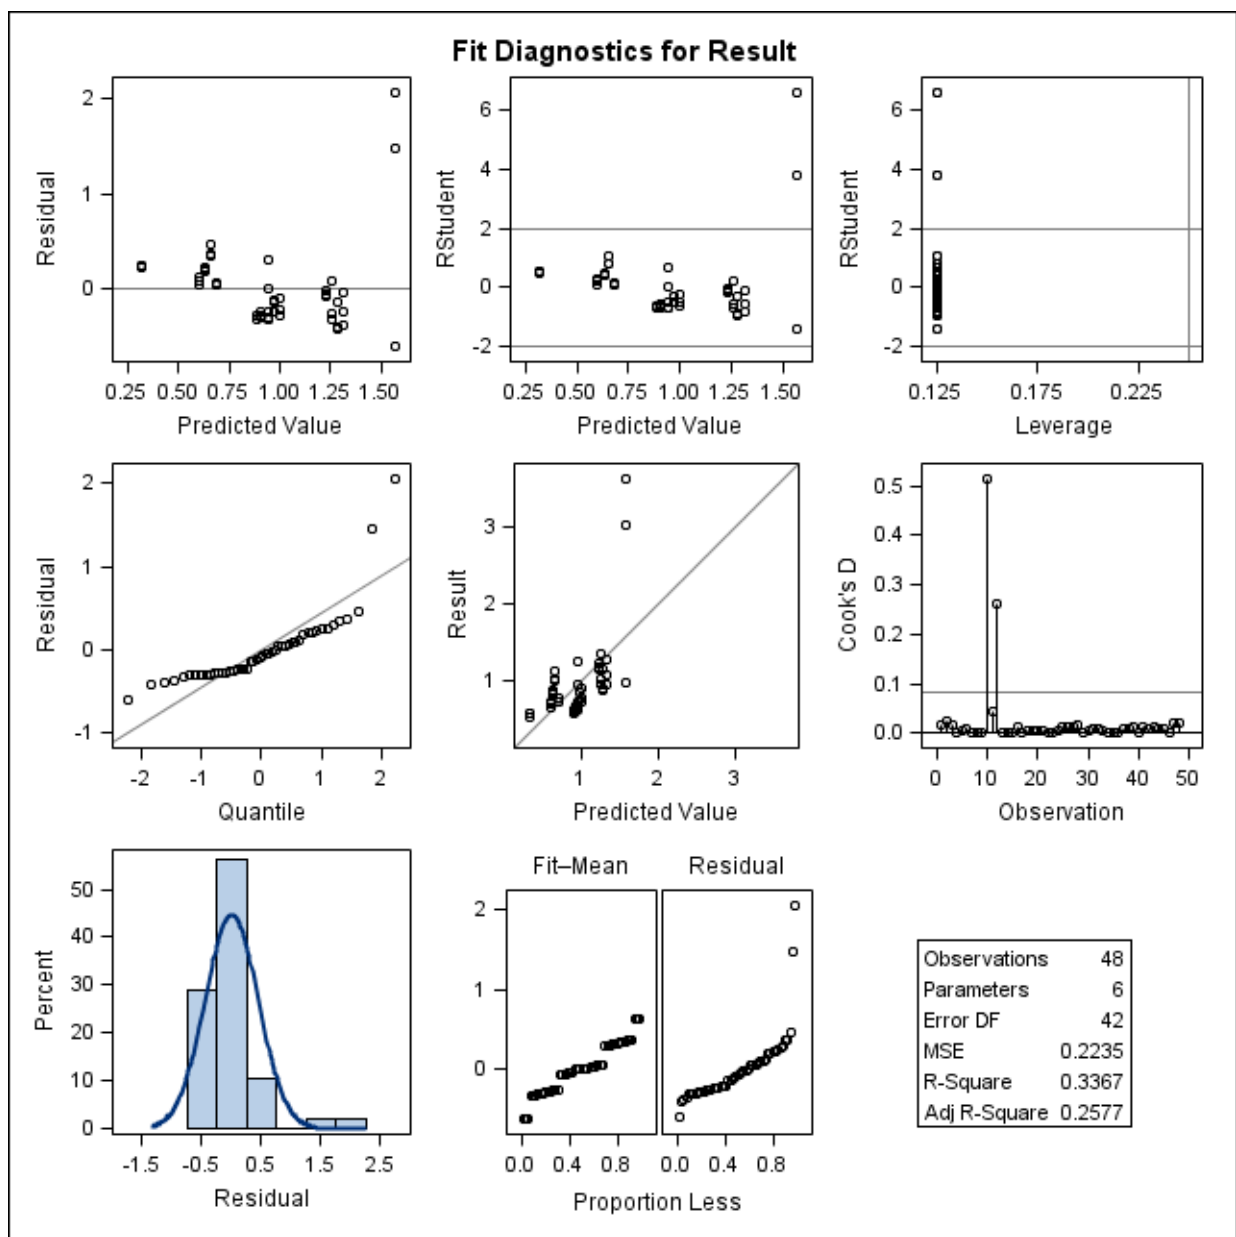 Fit Diagnostics for Result
2
1
0
Residual
0.25 0.50 0.75 1.00 1.25 1.50
Predicted Value
6
4
2
0
-2
RStudent
0.25 0.50 0.75 1.00 1.25 1.50
Predicted Value
6
4
2
0
-2
RStudent
0.125 0.175 0.225
Leverage
2
1
0
-1
Residual
-2 -1 0 1 2
Quantile
3
2
1
Result
1 2 3
Predicted Value
0.5
0.4
0.3
0.2
0.1
0.0
Cook's D
0 10 20 30 40 50
Observation
50
40
30
20
10
0
Percent
-1.5 -0.5 0.5 1.5 2.5
Residual
Fit–Mean Residual
2
1
0
0.0 0.4 0.8 0.0 0.4 0.8
Proportion Less
Observations 48
Parameters 6
Error DF 42
MSE 0.2235
R-Square 0.3367
Adj R-Square 0.2577